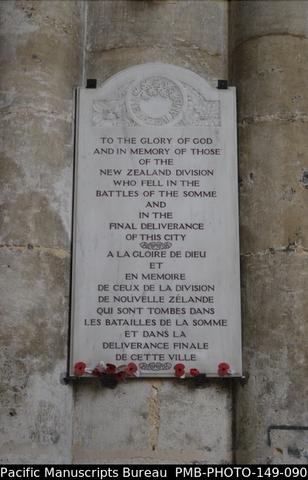 TO THE GLORY OF GOD
AND IN MEMORY OF THOSE
OF THE
NEW ZEALAND DIVISION
WHO FELL IN THE
BATTLES OF THE SOMME
AND
IN THE
FINAL DELIVERANCE
OF THIS CITY
A LA GLOIRE DE DIEU
ET
EN MEMOIRE
DE CEUX DE LA DIVISION
DE NOUVELLE ZÉLANDE
QUI SONT TOMBES DANS
LES BATAILLES DE LA SOMME
ET DANS LA
DELIVERANCE FINALE
DE CETTE VILLE
Pacific Manuscripts Bureau PMB-PHOTO-149-090